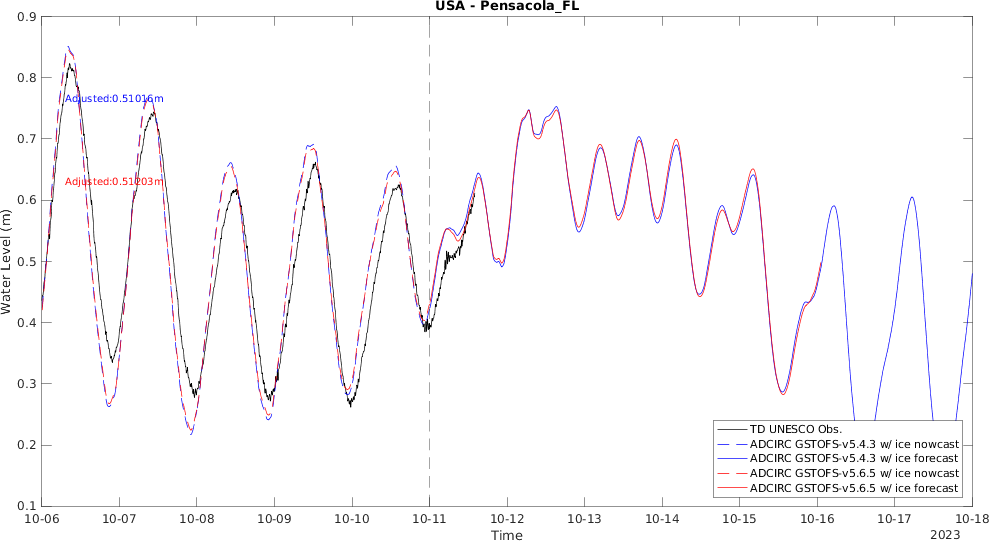 USA - Pensacola_FL
0.9
0.8
0.7
0.6
0.5
0.4
0.3
0.2
0.1
Water Level (m)
Adjusted:0.51016m
Adjusted:0.51203m
TD UNESCO Obs.
ADCIRC GSTOFS-v5.4.3 w/ ice nowcast
ADCIRC GSTOFS-v5.4.3 w/ ice forecast
ADCIRC GSTOFS-v5.6.5 w/ ice nowcast
ADCIRC GSTOFS-v5.6.5 w/ ice forecast
10-06 10-07 10-08 10-09 10-10 10-11 10-12 10-13 10-14 10-15 10-16 10-17 10-18
Time
2023